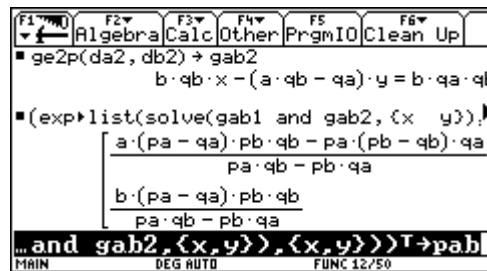 F1 F2 F3 F4 F5 F6
Algebra Calc Other PrgmIO Clean Up
▪ ge2p(da2,db2)→gab2
b·qb·x-(a·qb-qa)·y=b·qa·q
▪(exp▶list(solve(gab1 and gab2,{x y}),
a·(pa-qa)·pb·qb-pa·(pb-qb)·qa
pa·qb-pb·qa
b·(pa-qa)·pb·qb
pa·qb-pb·qa
…and gab2,{x,y}),{x,y}))ᵀ→pab
MAIN DEG AUTO FUNC 12/50